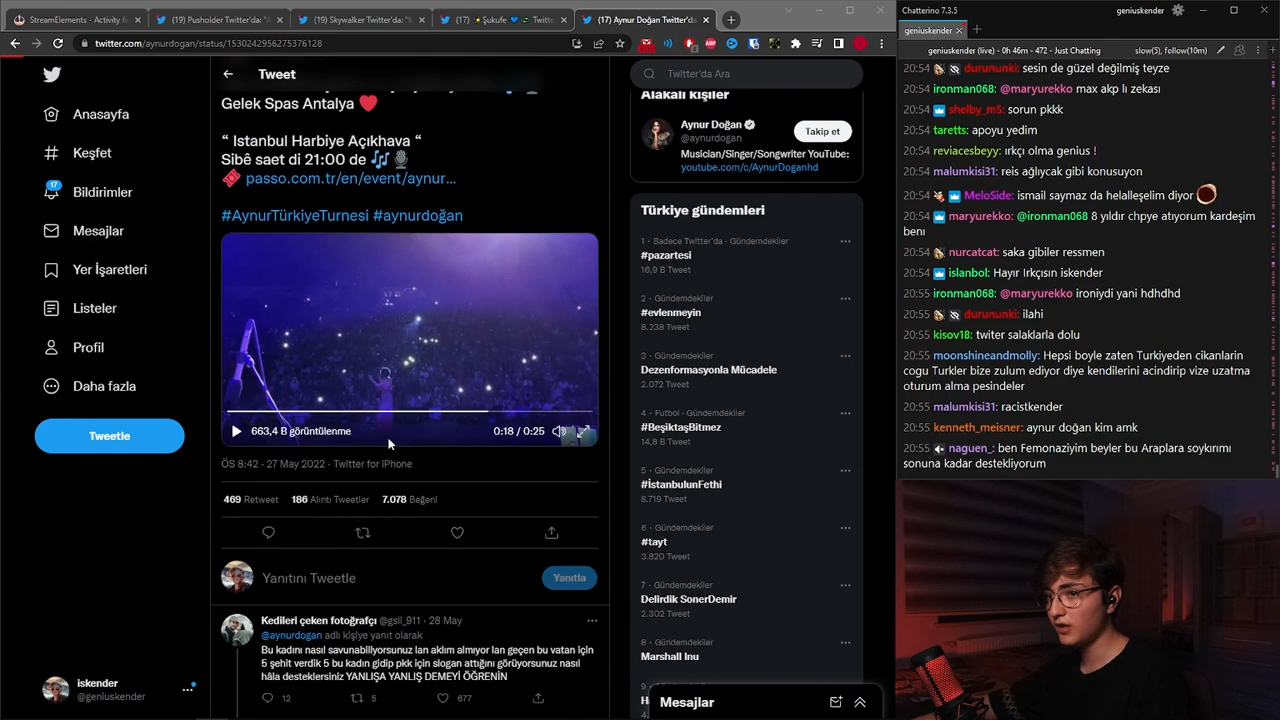 StreamElements - Activity f
(19) Pusholder Twitter'da: "
(19) Skywalker Twitter'da: "
(17) ✨Şukufe 💙💫 Twitte
(17) Aynur Doğan Twitter'da
twitter.com/aynurdogan/status/1530242956275376128
Anasayfa
Keşfet
17
Bildirimler
Mesajlar
Yer İşaretleri
Listeler
Profil
Daha fazla
Tweetle
iskender
@geniuskender
Tweet
Gelek Spas Antalya ❤️
“ Istanbul Harbiye Açıkhava “
Sibê saet di 21:00 de 🎶🎙️
🎟️ passo.com.tr/en/event/aynur...
#AynurTürkiyeTurnesi #aynurdoğan
663,4 B görüntülenme
0:18 / 0:25
ÖS 8:42 · 27 May 2022 · Twitter for iPhone
469 Retweet 186 Alıntı Tweetler 7.078 Beğeni
Yanıtını Tweetle
Yanıtla
Kedileri çeken fotoğrafçı @gsll_911 · 28 May
@aynurdogan adlı kişiye yanıt olarak
Bu kadını nasıl savunabiliyorsunuz lan aklım almıyor lan geçen bu vatan için
5 şehit verdik 5 bu kadın gidip pkk için slogan attığını görüyorsunuz nasıl
hâla desteklersiniz YANLIŞA YANLIŞ DEMEYİ ÖĞRENİN
12 5 677
Twitter'da Ara
Alakalı kişiler
Aynur Doğan
@aynurdogan
Takip et
Musician/Singer/Songwriter YouTube:
youtube.com/c/AynurDoganhd
Türkiye gündemleri
1 · Sadece Twitter'da · Gündemdekiler
#pazartesi
16,9 B Tweet
2 · Gündemdekiler
#evlenmeyin
8.238 Tweet
3 · Gündemdekiler
Dezenformasyonla Mücadele
2.072 Tweet
4 · Futbol · Gündemdekiler
#BeşiktaşBitmez
14,8 B Tweet
5 · Gündemdekiler
#İstanbulunFethi
8.719 Tweet
6 · Gündemdekiler
#tayt
3.820 Tweet
7 · Gündemdekiler
Delirdik SonerDemir
2.302 Tweet
8 · Gündemdekiler
Marshall Inu
Mesajlar
Chatterino 7.3.5
geniuskender
geniuskender
geniuskender (live) - 0h 46m - 472 - Just Chatting
slow(5), follow(10m)
20:54 durununki: sesin de güzel değilmiş teyze
20:54 ironman068: @maryurekko max akp lı zekası
20:54 shelby_m5: sorun pkkk
20:54 taretts: apoyu yedim
20:54 reviacesbeyy: ırkçı olma genius !
20:54 malumkisi31: reis ağlıycak gibi konusuyon
20:54 MeloSide: ismail saymaz da helalleşelim diyor
20:54 maryurekko: @ironman068 8 yıldır chpye atıyorum kardeşim
benı
20:54 nurcatcat: saka gibiler ressmen
20:54 islanbol: Hayır Irkçısın iskender
20:54 ironman068: @maryurekko ironiydi yani hdhdhd
20:55 durununki: ilahi
20:55 kisov18: twiter salaklarla dolu
20:55 moonshineandmolly: Hepsi boyle zaten Turkiyeden cikanlarin
cogu Turkler bize zulum ediyor diye kendilerini acindirip vize uzatma
oturum alma pesindeler
20:55 malumkisi31: racistkender
20:55 kenneth_meisner: aynur doğan kim amk
20:55 naguen_: ben Femonaziyim beyler bu Araplara soykırımı
sonuna kadar destekliyorum